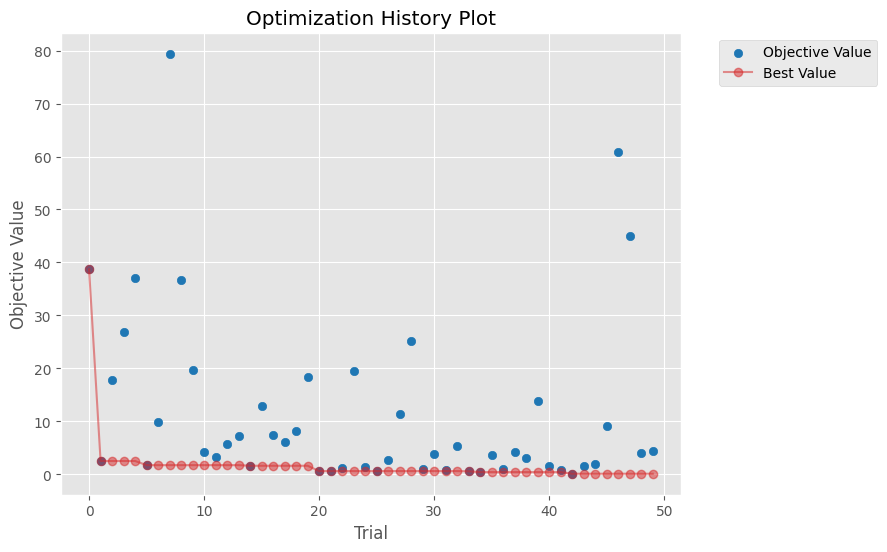 Optimization History Plot
Objective Value
Best Value
Objective Value
80
70
60
50
40
30
20
10
0
0 10 20 30 40 50
Trial